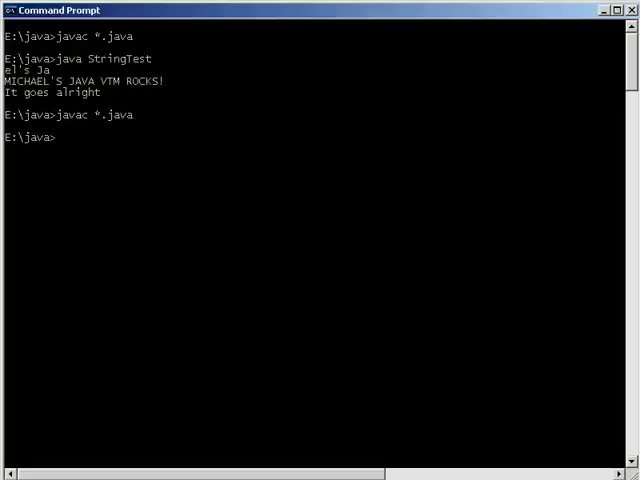 Command Prompt
E:\java>javac *.java
E:\java>java StringTest
el's Ja
MICHAEL'S JAVA VTM ROCKS!
It goes alright
E:\java>javac *.java
E:\java>